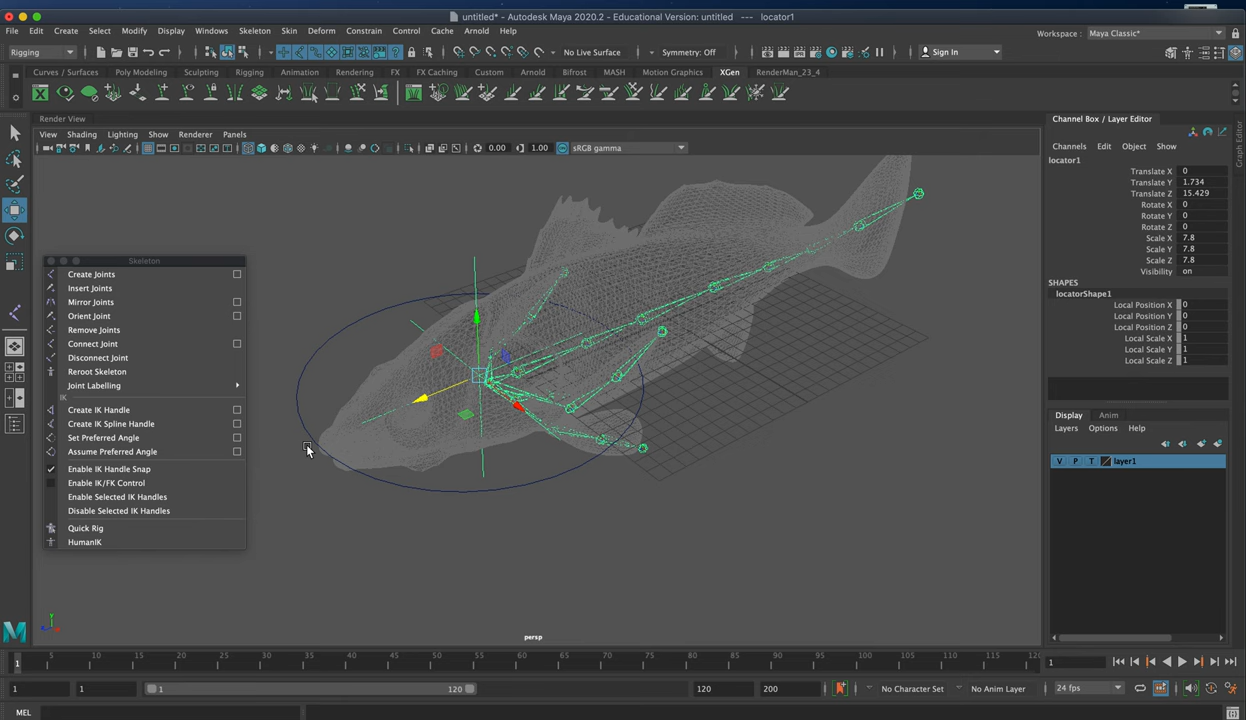 untitled* - Autodesk Maya 2020.2 - Educational Version: untitled --- locator1
File Edit Create Select Modify Display Windows Skeleton Skin Deform Constrain Control Cache Arnold Help
Workspace : Maya Classic*
Rigging No Live Surface Symmetry: Off Sign In
Curves / Surfaces Poly Modeling Sculpting Rigging Animation Rendering FX FX Caching Custom Arnold Bifrost MASH Motion Graphics XGen RenderMan_23_4
Render View
View Shading Lighting Show Renderer Panels
0.00 1.00 sRGB gamma
Skeleton
Create Joints
Insert Joints
Mirror Joints
Orient Joint
Remove Joints
Connect Joint
Disconnect Joint
Reroot Skeleton
Joint Labelling
IK
Create IK Handle
Create IK Spline Handle
Set Preferred Angle
Assume Preferred Angle
Enable IK Handle Snap
Enable IK/FK Control
Enable Selected IK Handles
Disable Selected IK Handles
Quick Rig
HumanIK
persp
Channel Box / Layer Editor
Channels Edit Object Show
locator1
Translate X 0
Translate Y 1.734
Translate Z 15.429
Rotate X 0
Rotate Y 0
Rotate Z 0
Scale X 7.8
Scale Y 7.8
Scale Z 7.8
Visibility on
SHAPES
locatorShape1
Local Position X 0
Local Position Y 0
Local Position Z 0
Local Scale X 1
Local Scale Y 1
Local Scale Z 1
Display Anim
Layers Options Help
V P T layer1
Graph Editor
1 5 10 15 20 25 30 35 40 45 50 55 60 65 70 75 80 85 90 95 100 105 110 115 12
1
1 1 1 120 120 200 No Character Set No Anim Layer 24 fps
MEL